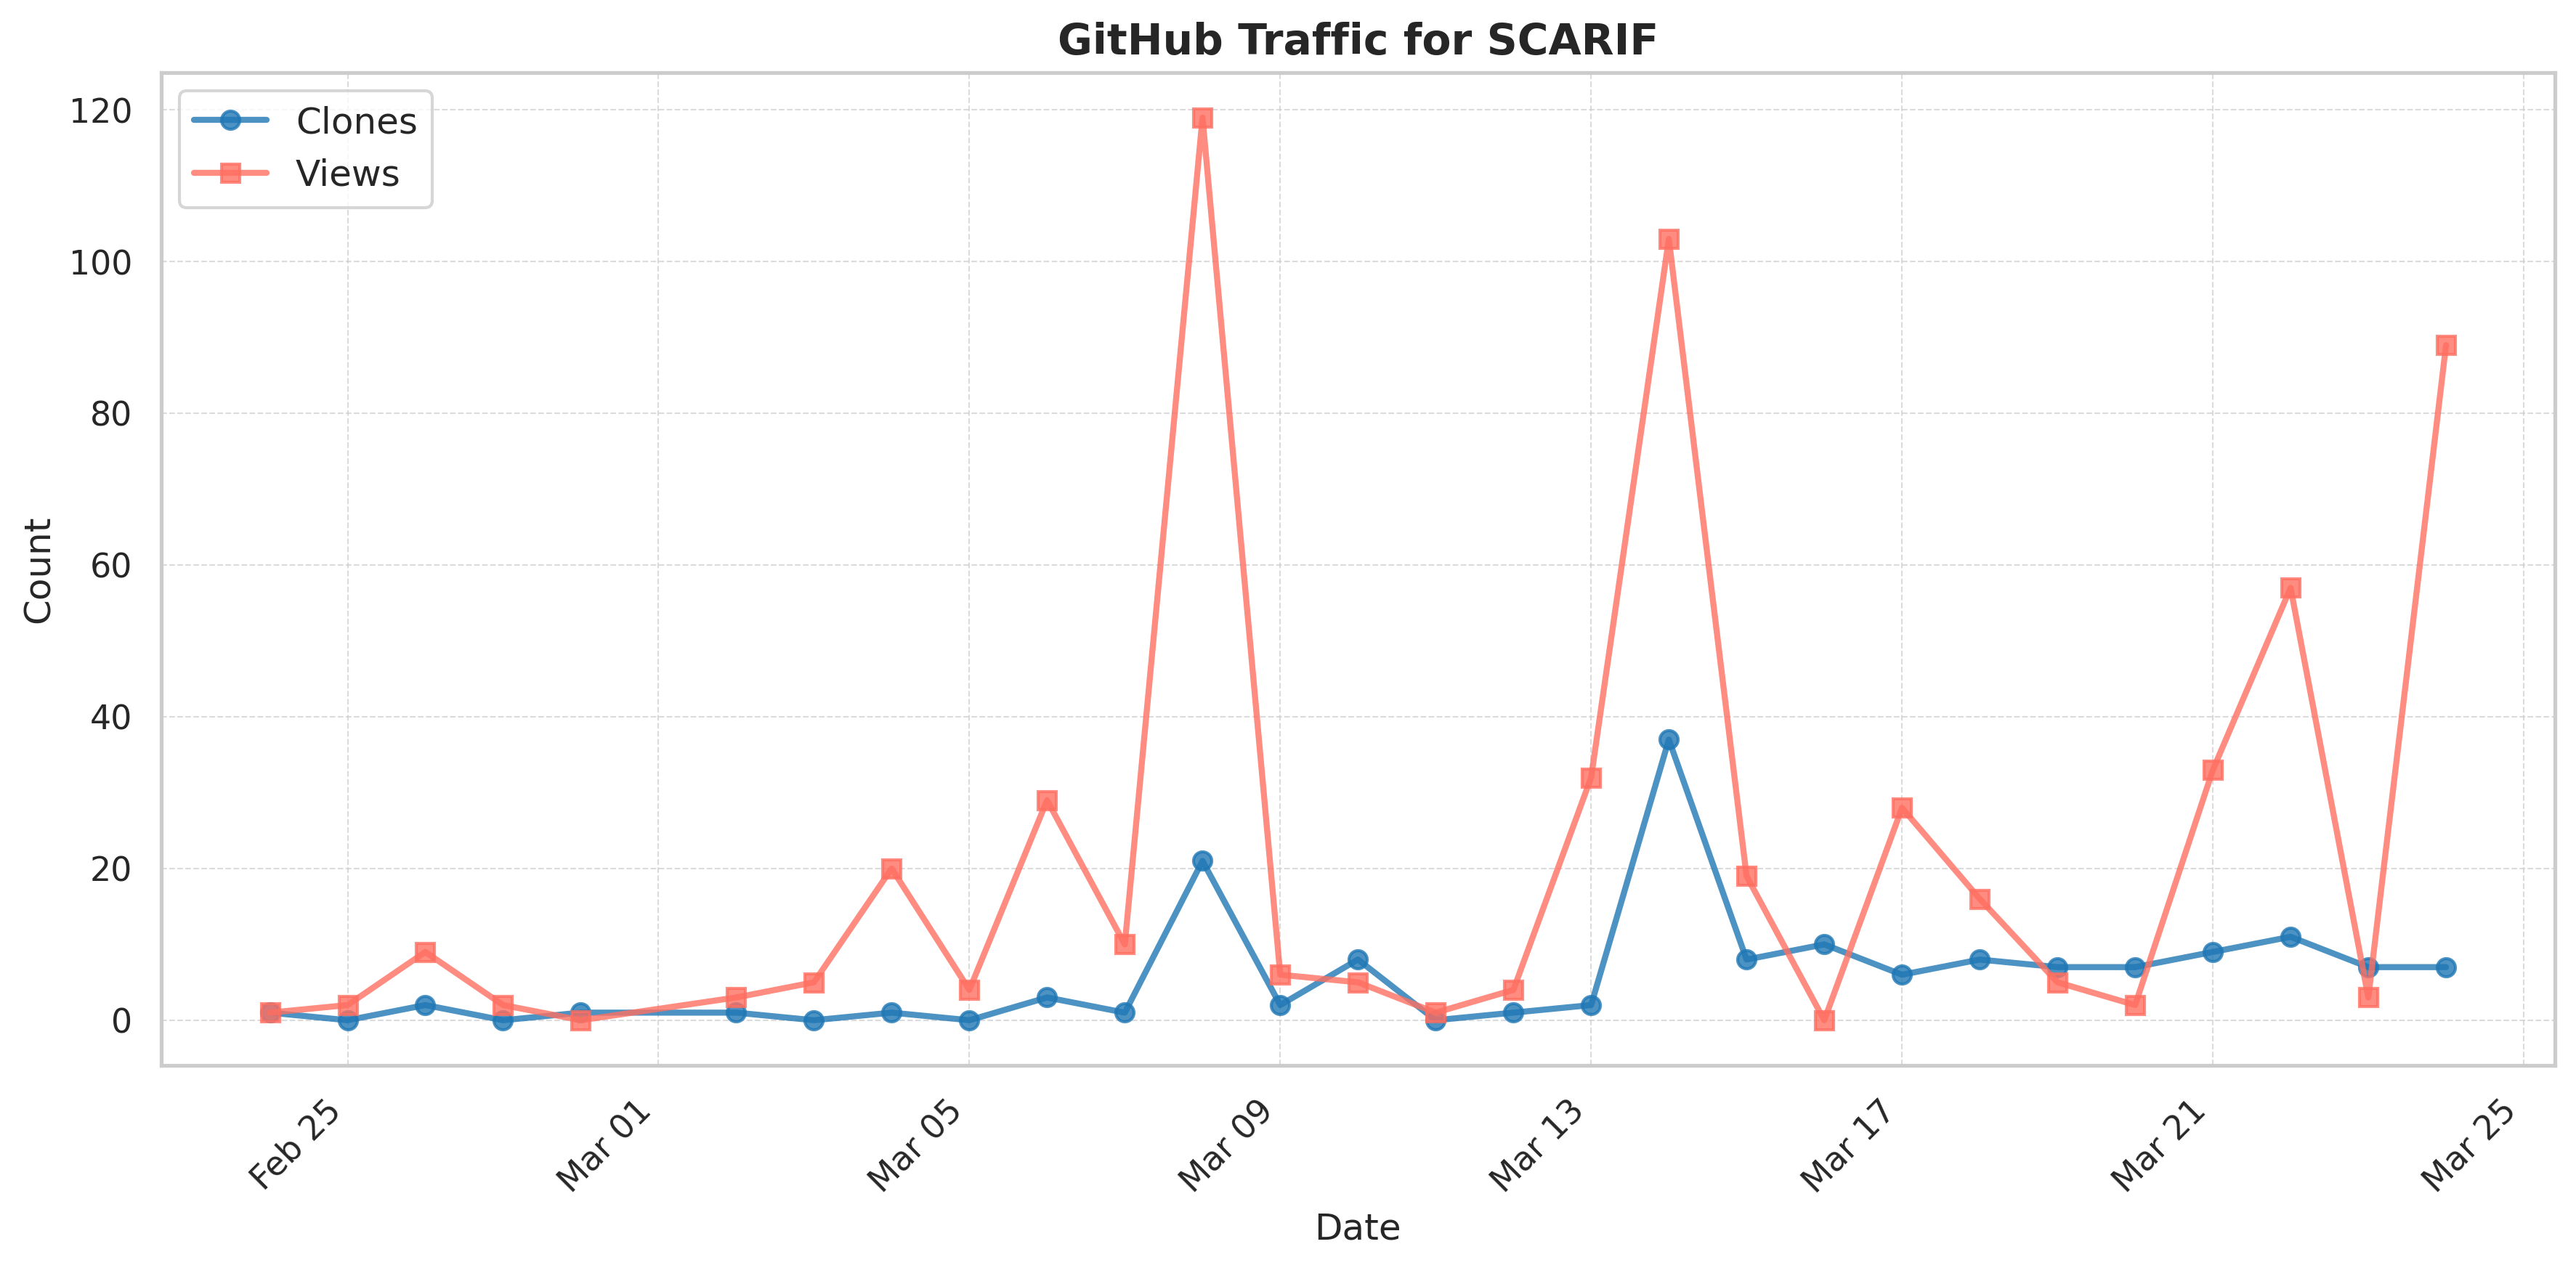 GitHub Traffic for SCARIF
Clones
Views
120
100
80
60
40
20
0
Count
Feb 25
Mar 01
Mar 05
Mar 09
Mar 13
Mar 17
Mar 21
Mar 25
Date